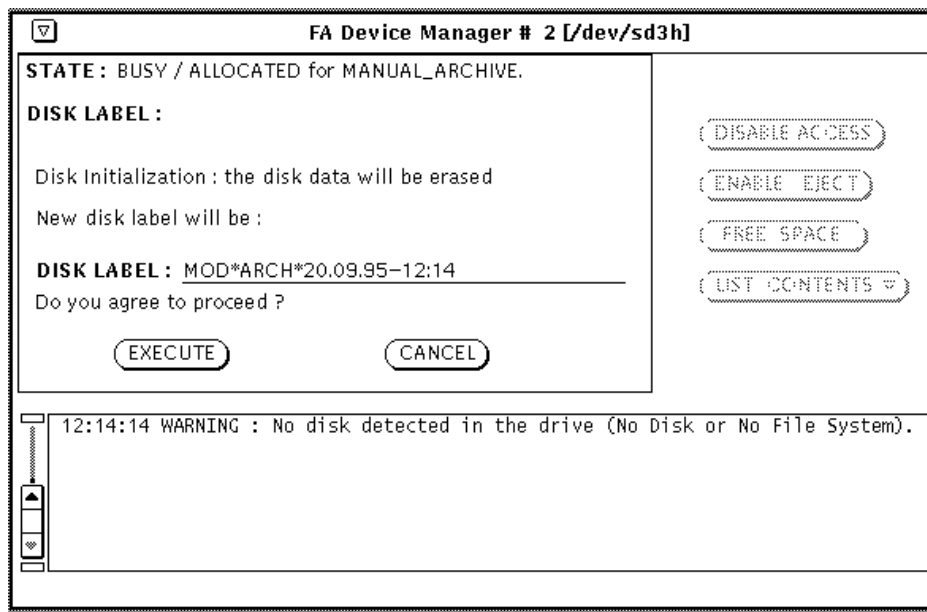 FA Device Manager # 2 [/dev/sd3h]
STATE : BUSY / ALLOCATED for MANUAL_ARCHIVE.
DISK LABEL :
Disk Initialization : the disk data will be erased
New disk label will be :
DISK LABEL : MOD*ARCH*20.09.95-12:14
Do you agree to proceed ?
EXECUTE
CANCEL
DISABLE ACCESS
ENABLE EJECT
FREE SPACE
LIST CONTENTS
12:14:14 WARNING : No disk detected in the drive (No Disk or No File System).